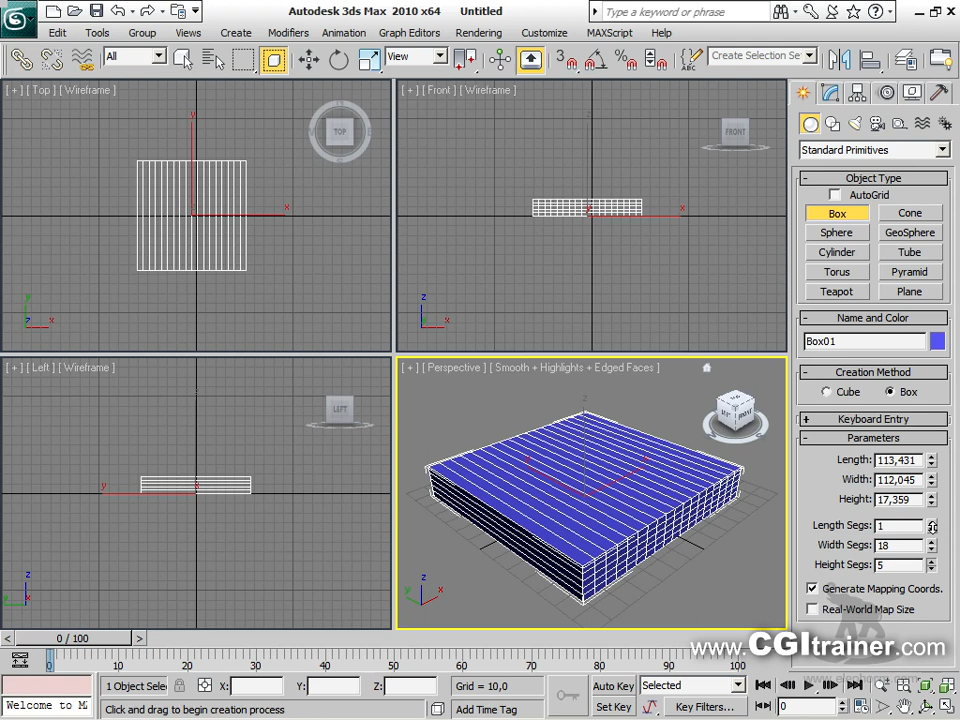 Autodesk 3ds Max 2010 x64 Untitled
Type a keyword or phrase
Edit Tools Group Views Create Modifiers Animation Graph Editors Rendering Customize MAXScript Help
All View 3 Create Selection Se
[ + ] [ Top ] [ Wireframe ]
TOP
y
x
y
z x
[ + ] [ Front ] [ Wireframe ]
FRONT
x
z
x
[ + ] [ Left ] [ Wireframe ]
LEFT
y
z
y
[ + ] [ Perspective ] [ Smooth + Highlights + Edged Faces ]
FRONT
z
z
x
y
Standard Primitives
- Object Type
AutoGrid
Box Cone
Sphere GeoSphere
Cylinder Tube
Torus Pyramid
Teapot Plane
- Name and Color
Box01
- Creation Method
Cube Box
+ Keyboard Entry
- Parameters
Length: 113,431
Width: 112,045
Height: 17,359
Length Segs: 1
Width Segs: 18
Height Segs: 5
Generate Mapping Coords.
Real-World Map Size
www.CGItrainer.com
< 0 / 100 >
0 10 20 30 40 50 60 70 80 90 100
1 Object Selec X: Y: Z: Grid = 10,0 Auto Key Selected
Welcome to MA Click and drag to begin creation process Add Time Tag Set Key Key Filters... 0